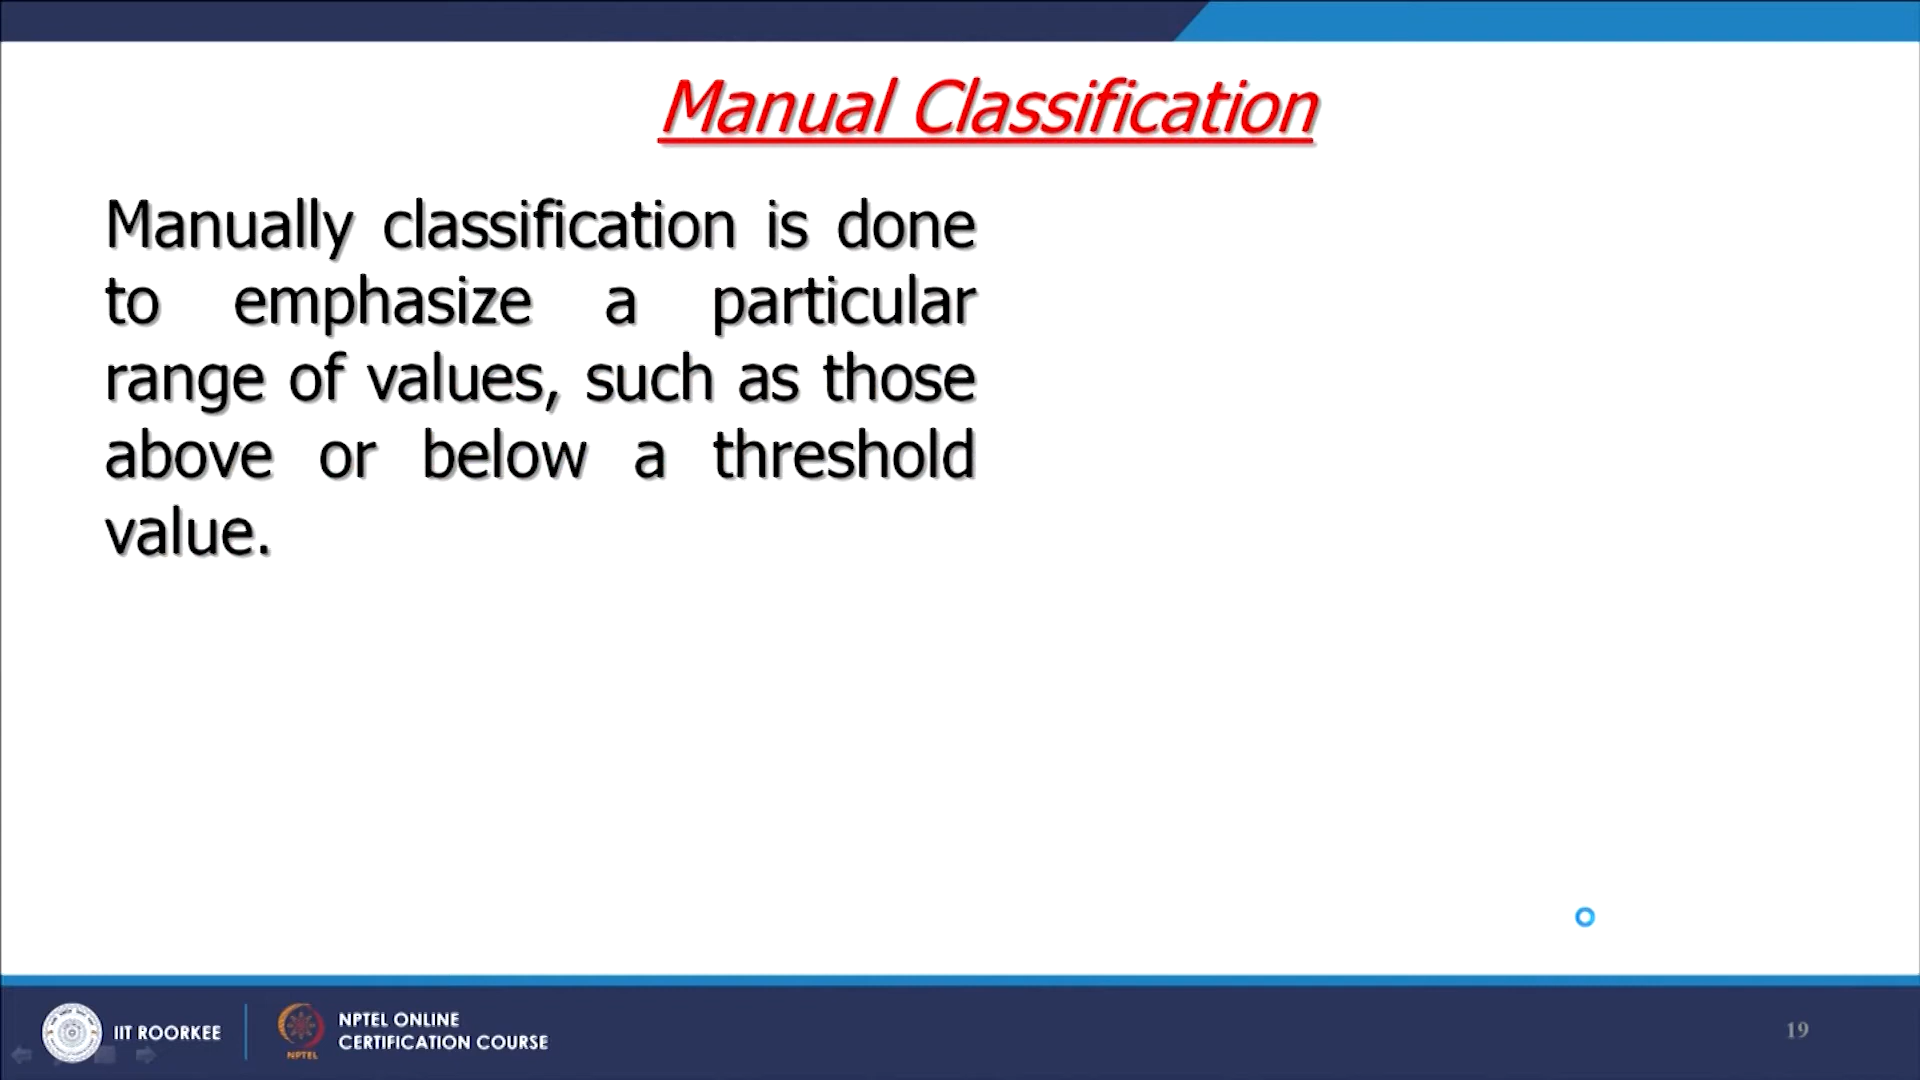 Manual Classification
Manually classification is done
to emphasize a particular
range of values, such as those
above or below a threshold
value.
IIT ROORKEE
NPTEL
NPTEL ONLINE
CERTIFICATION COURSE
19